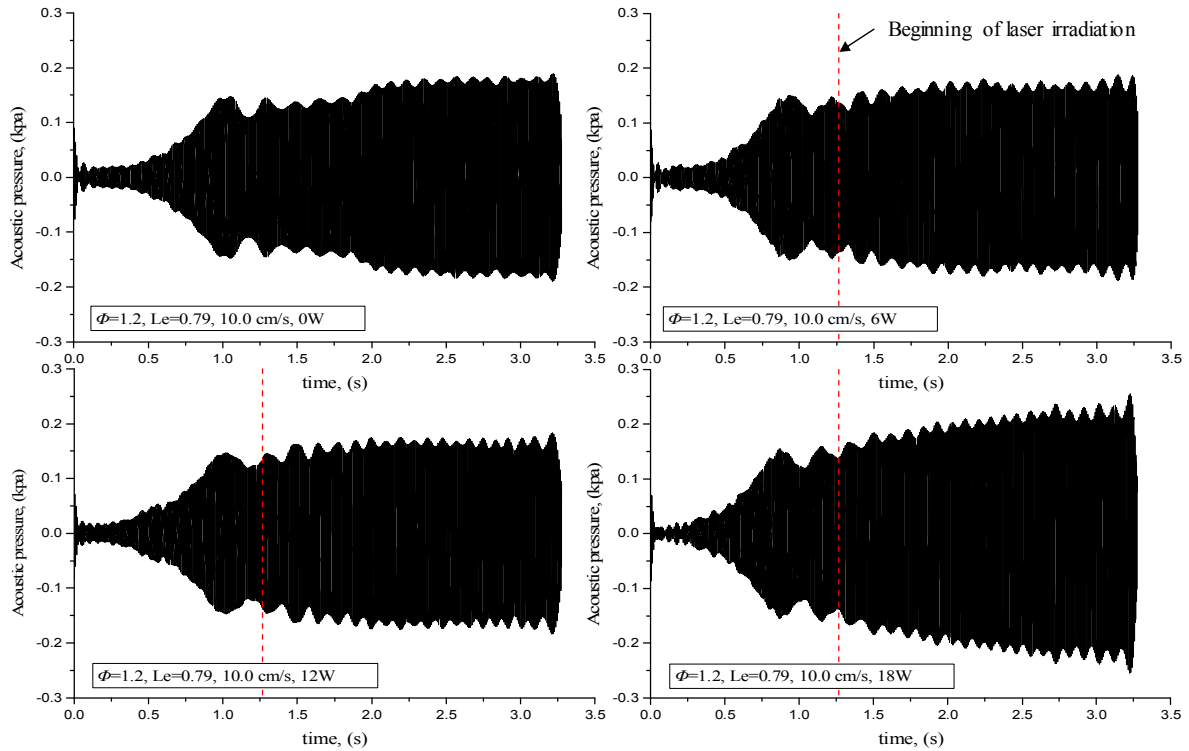 0.3
0.2
0.1
0.0
-0.1
-0.2
-0.3
Acoustic pressure, (kpa)
Φ=1.2, Le=0.79, 10.0 cm/s, 0W
0.0 0.5 1.0 1.5 2.0 2.5 3.0 3.5
time, (s)
0.3
0.2
0.1
0.0
-0.1
-0.2
-0.3
Acoustic pressure, (kpa)
Beginning of laser irradiation
Φ=1.2, Le=0.79, 10.0 cm/s, 6W
0.0 0.5 1.0 1.5 2.0 2.5 3.0 3.5
time, (s)
0.3
0.2
0.1
0.0
-0.1
-0.2
-0.3
Acoustic pressure, (kpa)
Φ=1.2, Le=0.79, 10.0 cm/s, 12W
0.0 0.5 1.0 1.5 2.0 2.5 3.0 3.5
time, (s)
0.3
0.2
0.1
0.0
-0.1
-0.2
-0.3
Acoustic pressure, (kpa)
Φ=1.2, Le=0.79, 10.0 cm/s, 18W
0.0 0.5 1.0 1.5 2.0 2.5 3.0 3.5
time, (s)